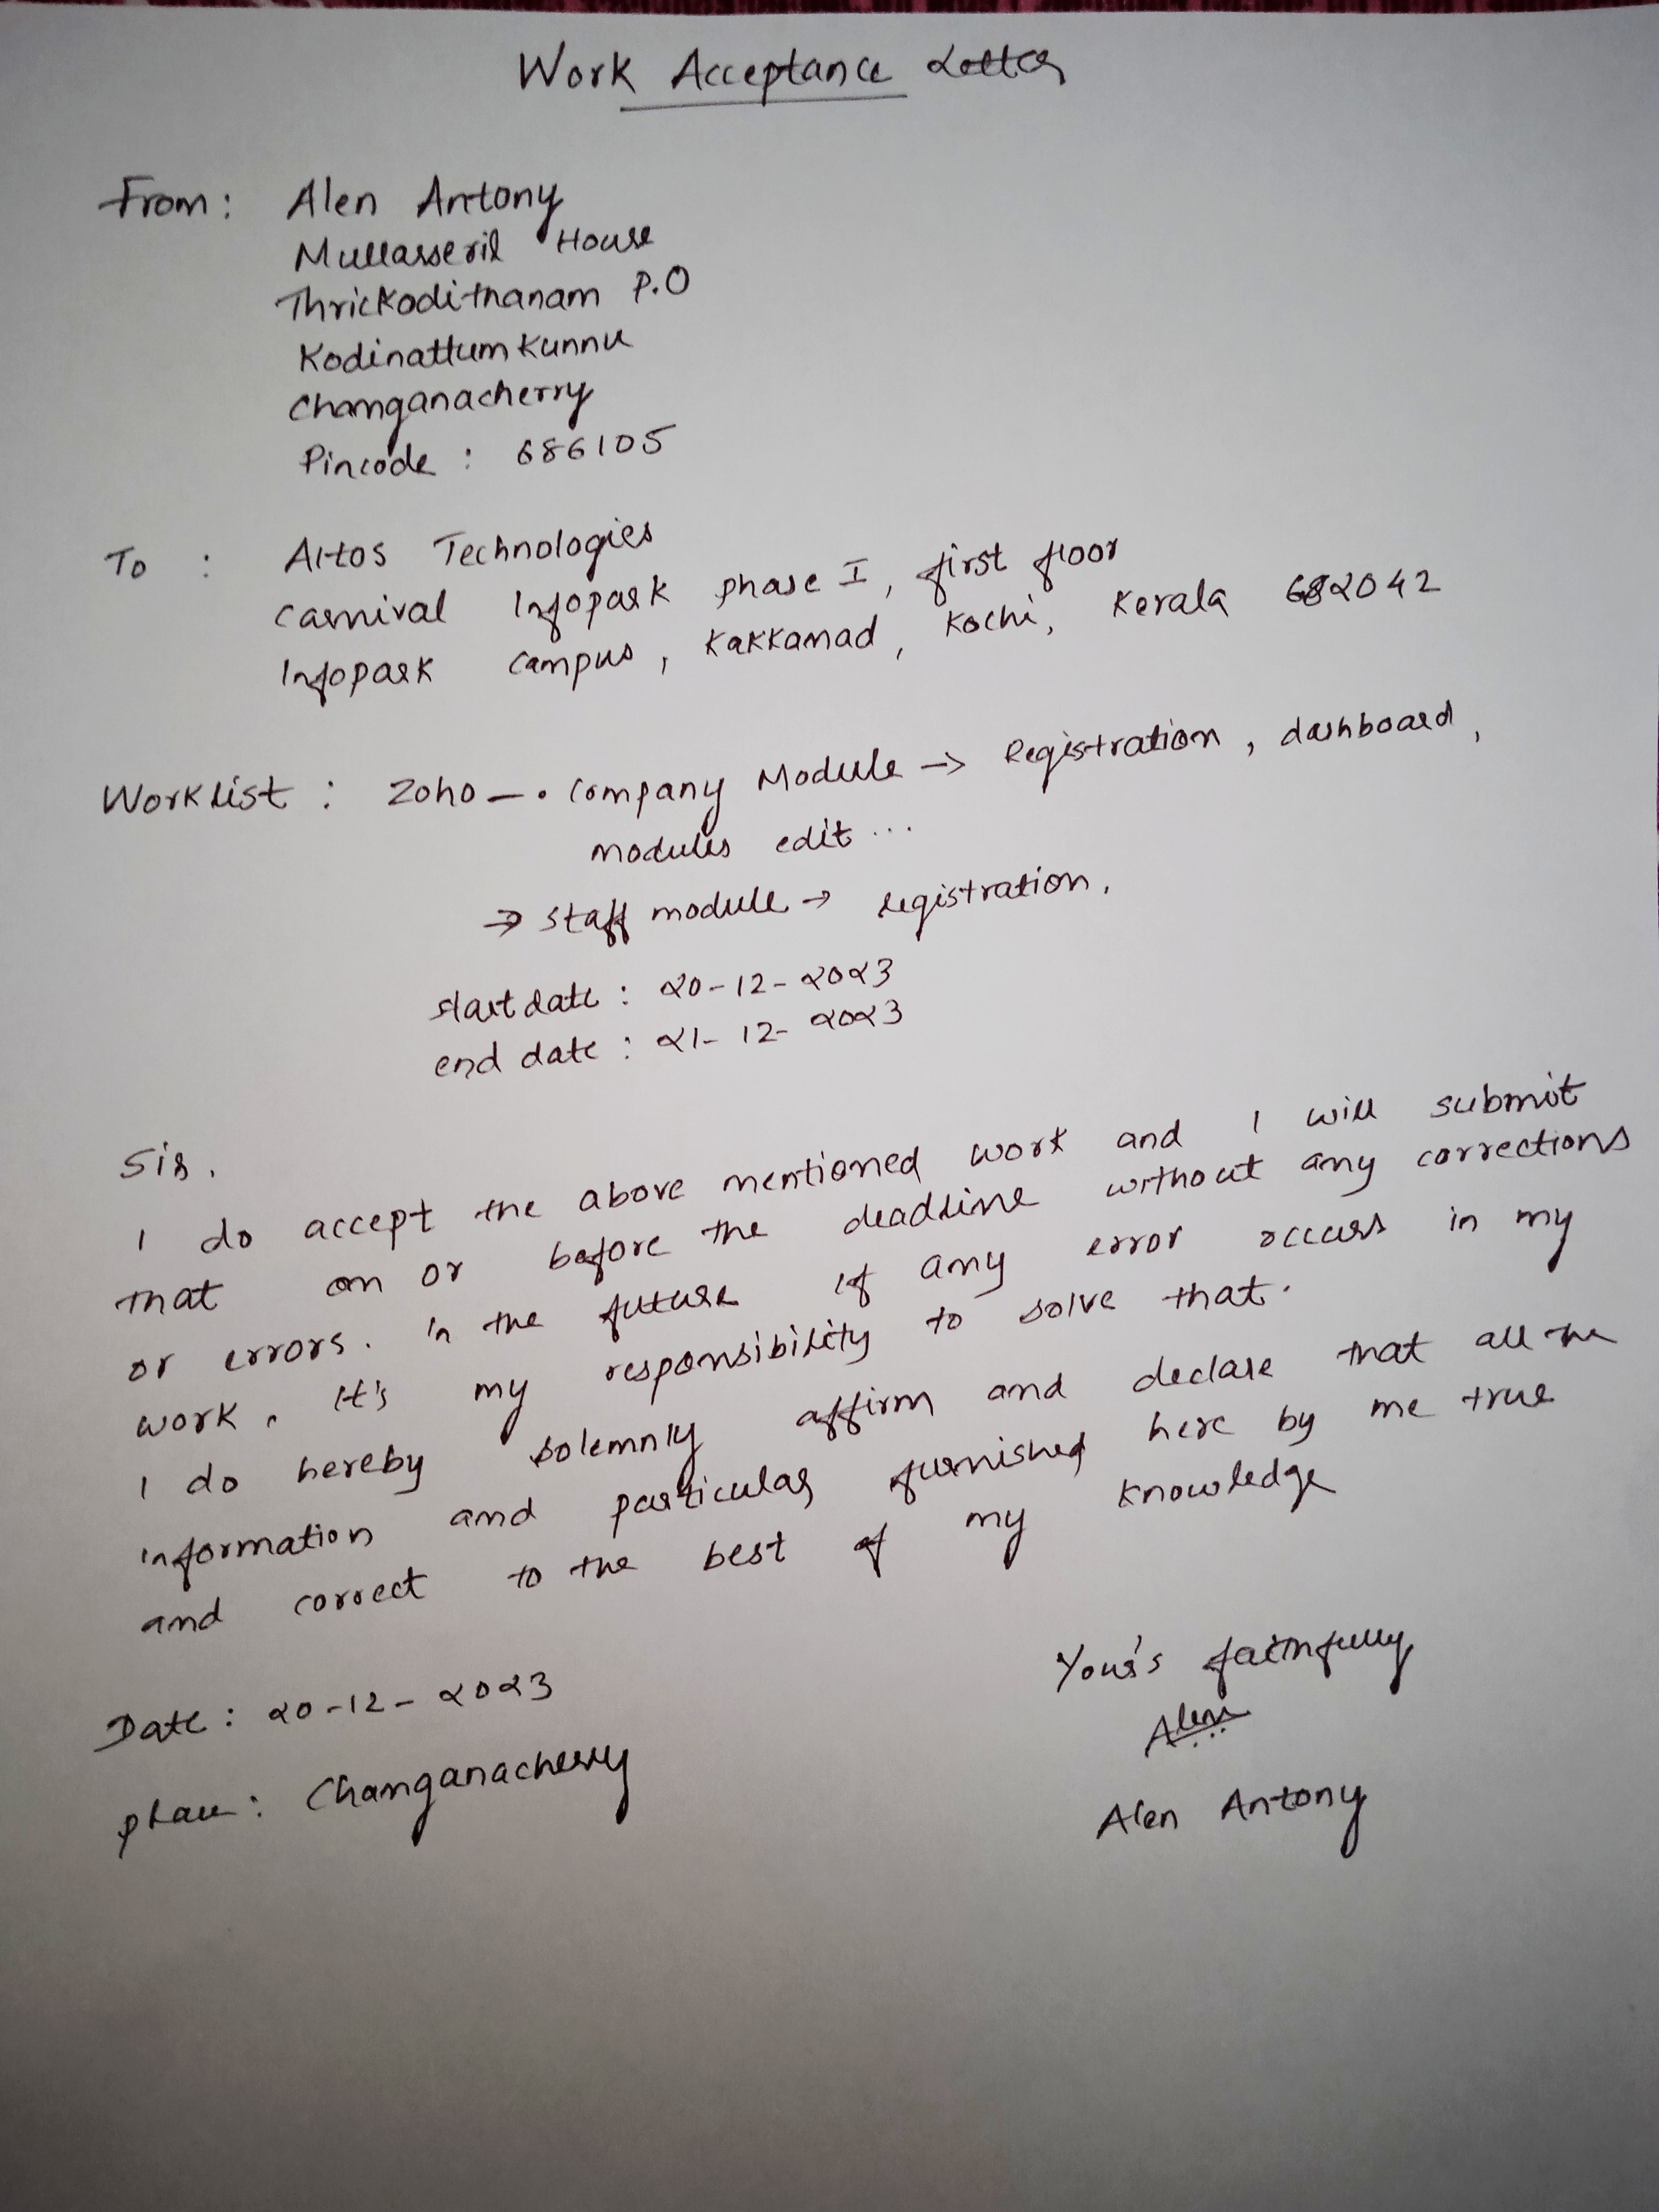 Work Acceptance Letter
From : Alen Antony
Mullasseril House
Thrickodithanam P.O
Kodinattumkunnu
Changanacherry
Pincode : 686105
To : Altos Technologies
Carnival Infopark phase I, first floor
Infopark campus, Kakkanad, Kochi, Kerala 682042
Worklist : Zoho — • Company Module → Registration, dashboard,
modules edit ...
→ staff module → registration.
start date : 20-12-2023
end date : 21-12-2023
Sir,
I do accept the above mentioned work and I will submit
that on or before the deadline without any corrections
or errors. In the future if any error occurs in my
work, It's my responsibility to solve that.
I do hereby solemnly affirm and declare that all the
information and particular furnished here by me true
and correct to the best of my knowledge
Your's faithfully
Date : 20-12-2023
Alen
place : Changanacherry
Alen Antony